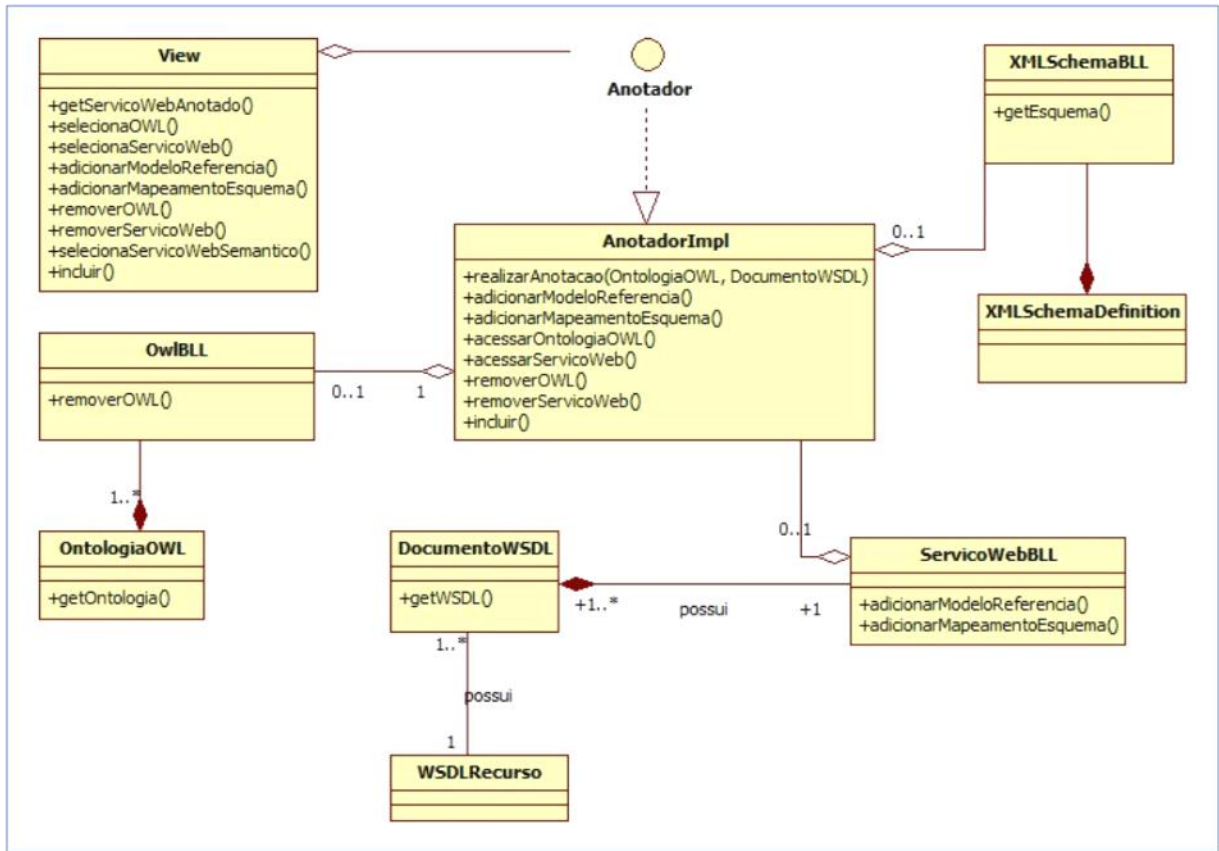 View
+getServicoWebAnotado()
+selecionaOWL()
+selecionaServicoWeb()
+adicionarModeloReferencia()
+adicionarMapeamentoEsquema()
+removerOWL()
+removerServicoWeb()
+selecionaServicoWebSemantico()
+incluir()
Anotador
XMLSchemaBLL
+getEsquema()
AnotadorImpl
+realizarAnotacao(OntologiaOWL, DocumentoWSDL)
+adicionarModeloReferencia()
+adicionarMapeamentoEsquema()
+acessarOntologiaOWL()
+acessarServicoWeb()
+removerOWL()
+removerServicoWeb()
+incluir()
0..1
XMLSchemaDefinition
OwlBLL
+removerOWL()
0..1
1
1..*
OntologiaOWL
+getOntologia()
DocumentoWSDL
+getWSDL()
+1..*
possui
+1
0..1
ServicoWebBLL
+adicionarModeloReferencia()
+adicionarMapeamentoEsquema()
1..*
possui
1
WSDLRecurso